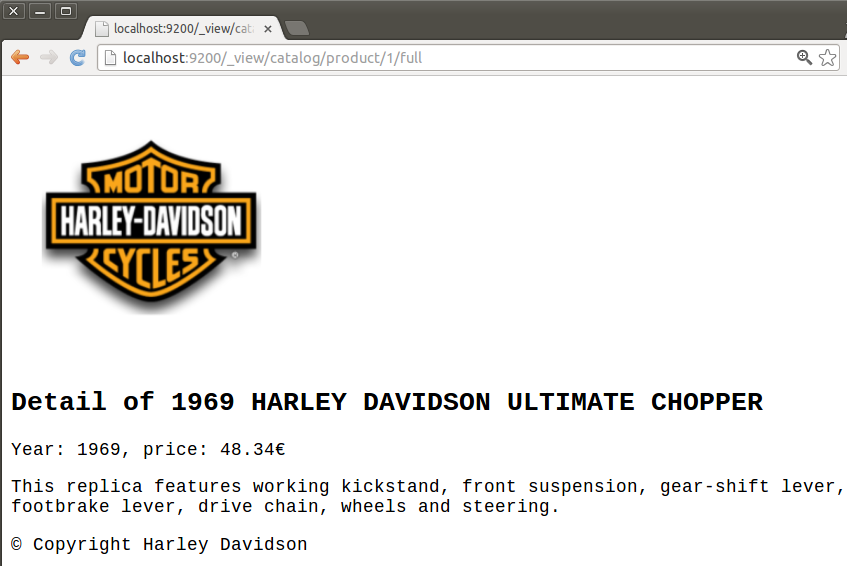 localhost:9200/_view/cat
localhost:9200/_view/catalog/product/1/full
MOTOR
HARLEY-DAVIDSON
CYCLES
®
Detail of 1969 HARLEY DAVIDSON ULTIMATE CHOPPER
Year: 1969, price: 48.34€
This replica features working kickstand, front suspension, gear-shift lever,
footbrake lever, drive chain, wheels and steering.
© Copyright Harley Davidson